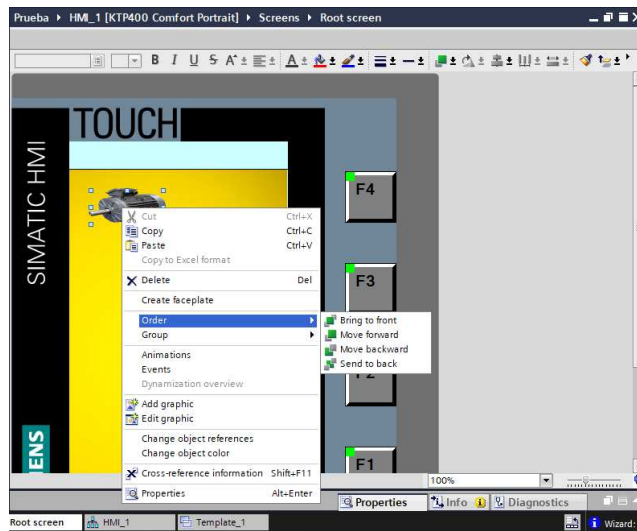 Prueba ▸ HMI_1 [KTP400 Comfort Portrait] ▸ Screens ▸ Root screen
B I U S A
TOUCH
SIMATIC HMI
F4
Cut Ctrl+X
Copy Ctrl+C
Paste Ctrl+V
Copy to Excel format
Delete Del
F3
Create faceplate
Order
Bring to front
Group
Move forward
Move backward
Animations
Send to back
Events
F2
Dynamization overview
Add graphic
Edit graphic
ENS
Change object references
Change object color
F1
Cross-reference information Shift+F11
100%
Properties Alt+Enter
Properties
Info
Diagnostics
Root screen
HMI_1
Template_1
Wizard: